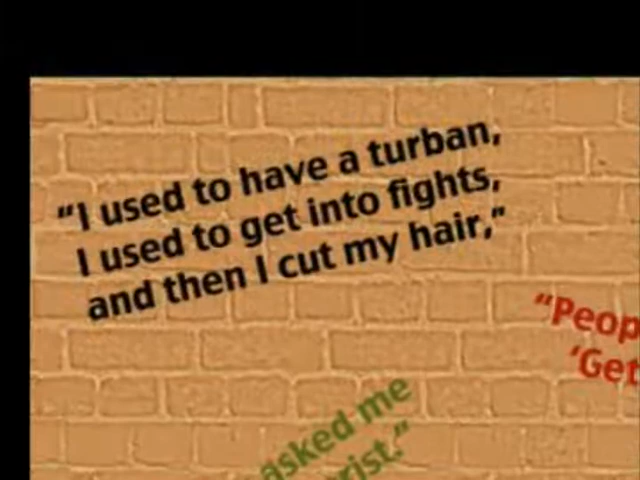 “I used to have a turban,
I used to get into fights,
and then I cut my hair,”
“Peop
‘Get
asked me
rist.”